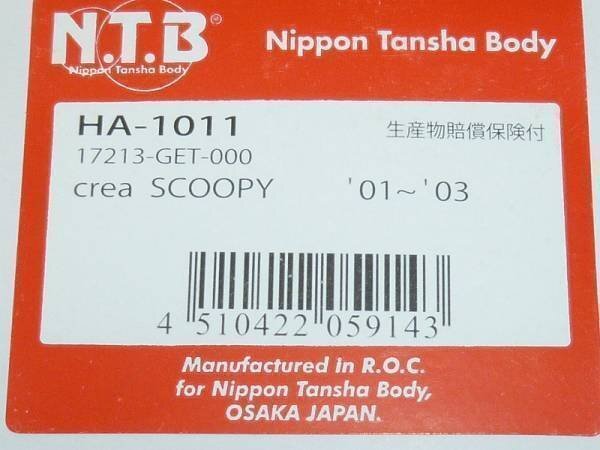 N.T.B®
Nippon Tansha Body
Nippon Tansha Body
HA-1011
生産物賠償保険付
17213-GET-000
crea SCOOPY '01~'03
4 510422 059143
Manufactured in R.O.C.
for Nippon Tansha Body,
OSAKA JAPAN.